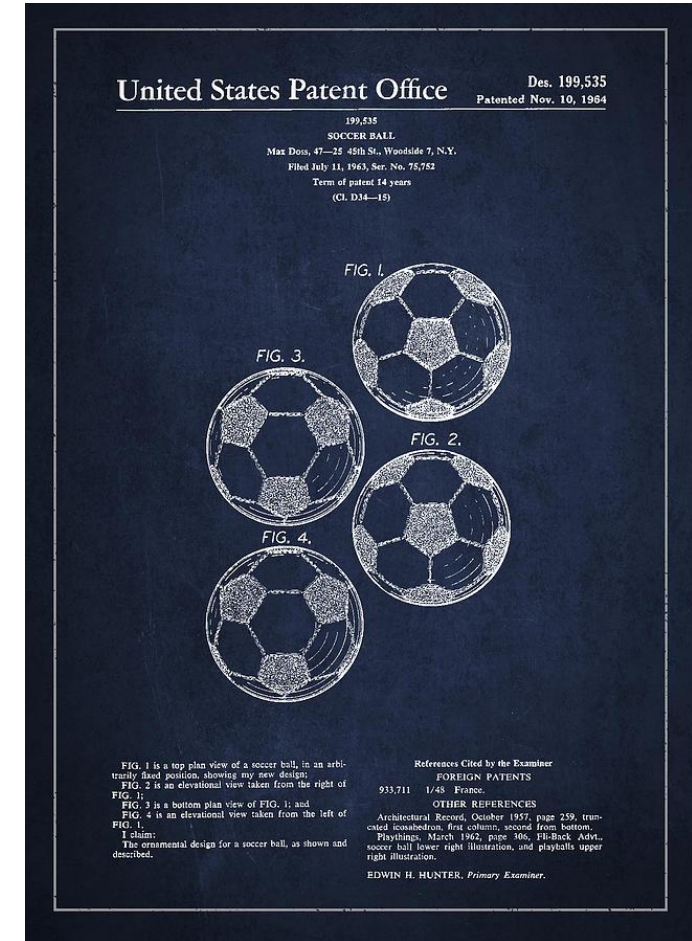 United States Patent Office
Des. 199,535
Patented Nov. 10, 1964
199,535
SOCCER BALL
Max Doss, 47—25 45th St., Woodside 7, N.Y.
Filed July 11, 1963, Ser. No. 75,752
Term of patent 14 years
(Cl. D34—15)
FIG. 1.
FIG. 3.
FIG. 2.
FIG. 4.
FIG. 1 is a top plan view of a soccer ball, in an arbi-
trarily fixed position, showing my new design;
FIG. 2 is an elevational view taken from the right of
FIG. 1;
FIG. 3 is a bottom plan view of FIG. 1; and
FIG. 4 is an elevational view taken from the left of
FIG. 1.
I claim:
The ornamental design for a soccer ball, as shown and
described.
References Cited by the Examiner
FOREIGN PATENTS
933,711 1/48 France.
OTHER REFERENCES
Architectural Record, October 1957, page 259, trun-
cated icosahedron, first column, second from bottom.
Playthings, March 1962, page 306, Fli-Back Advt.,
soccer ball lower right illustration, and playballs upper
right illustration.
EDWIN H. HUNTER, Primary Examiner.